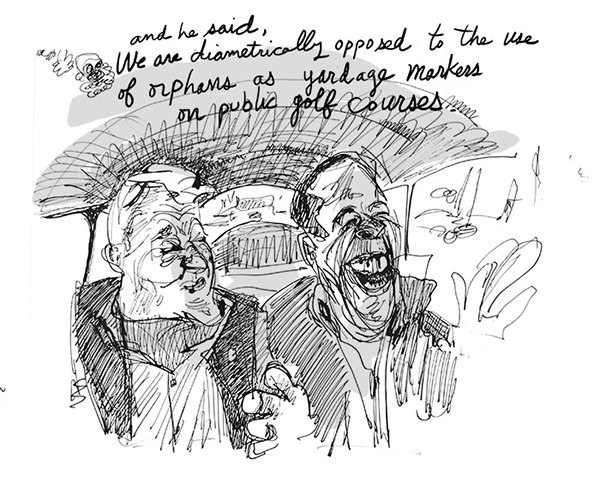 and he said,
We are diametrically opposed to the use
of orphans as yardage markers
on public golf courses.